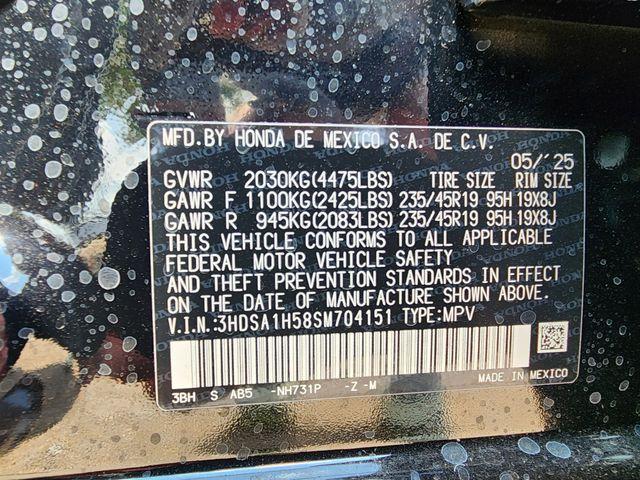 MFD.BY HONDA DE MEXICO S.A. DE C.V.
05/'25
GVWR 2030KG(4475LBS) TIRE SIZE RIM SIZE
GAWR F 1100KG(2425LBS) 235/45R19 95H 19X8J
GAWR R 945KG(2083LBS) 235/45R19 95H 19X8J
THIS VEHICLE CONFORMS TO ALL APPLICABLE
FEDERAL MOTOR VEHICLE SAFETY
AND THEFT PREVENTION STANDARDS IN EFFECT
ON THE DATE OF MANUFACTURE SHOWN ABOVE.
V.I.N:3HDSA1H58SM704151 TYPE:MPV
3BH S AB5 -NH731P -Z -M
MADE IN MEXICO